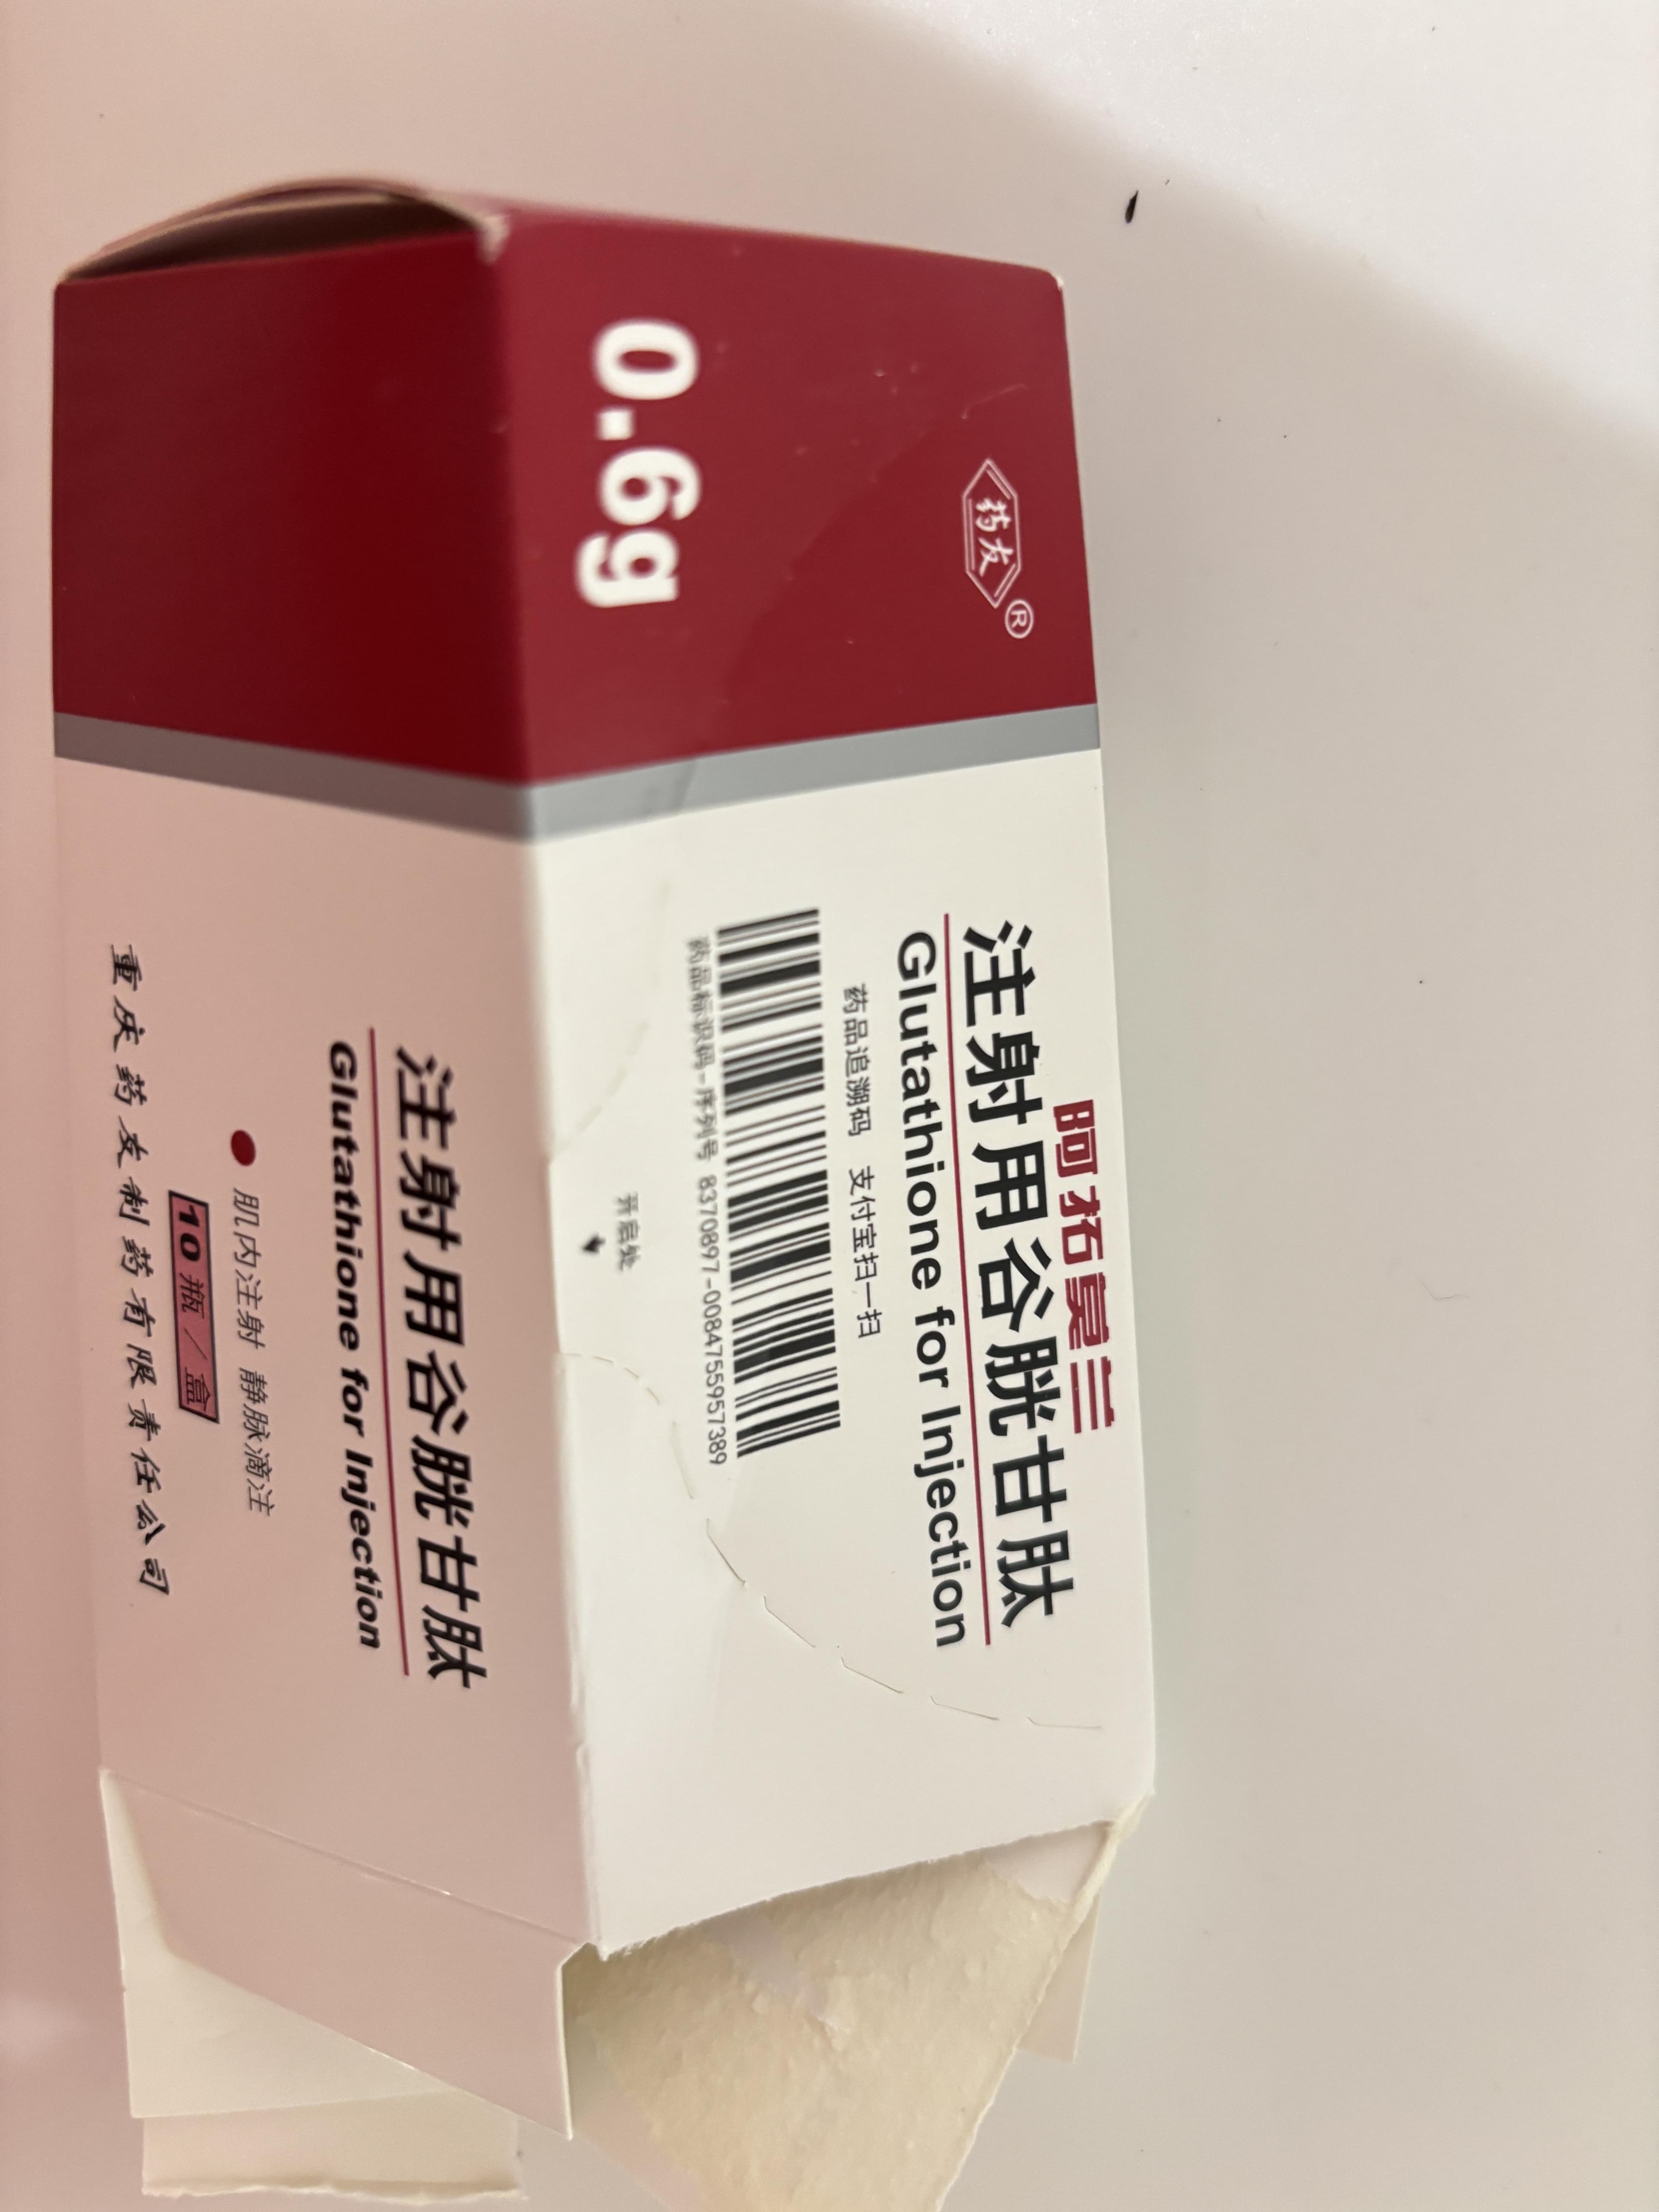 0.6g
药友®
阿拓莫兰
注射用谷胱甘肽
Glutathione for Injection
药品追溯码 支付宝扫一扫
药品标识码-序列号 8370897-0084755957389
开启处
注射用谷胱甘肽
Glutathione for Injection
肌内注射 静脉滴注
10瓶/盒
重庆药友制药有限责任公司